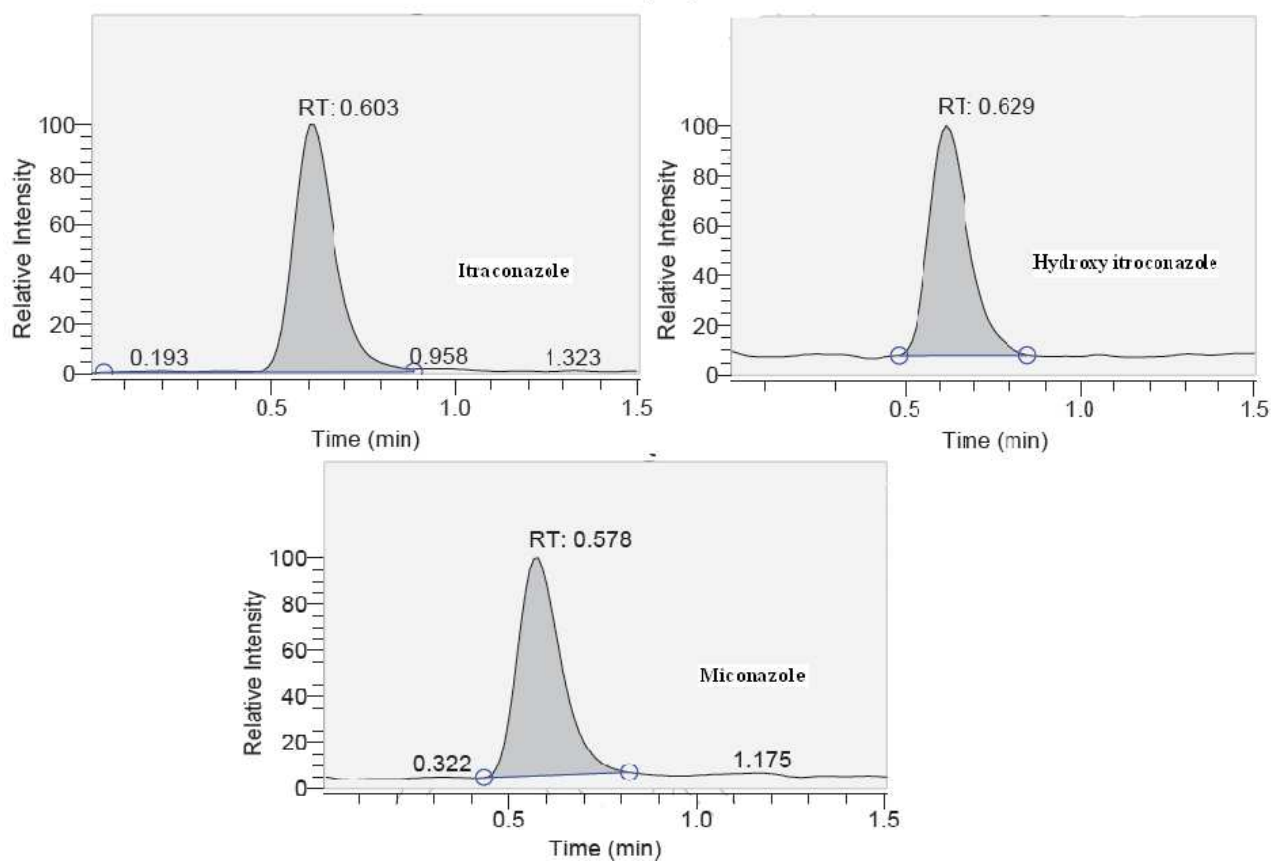 RT: 0.603
100
80
60
40
20
0
Relative Intensity
Itraconazole
0.193
0.958
1.323
0.5
1.0
1.5
Time (min)
RT: 0.629
100
80
60
40
20
0
Relative Intensity
Hydroxy itroconazole
0.5
1.0
1.5
Time (min)
RT: 0.578
100
80
60
40
20
0
Relative Intensity
Miconazole
0.322
1.175
0.5
1.0
1.5
Time (min)